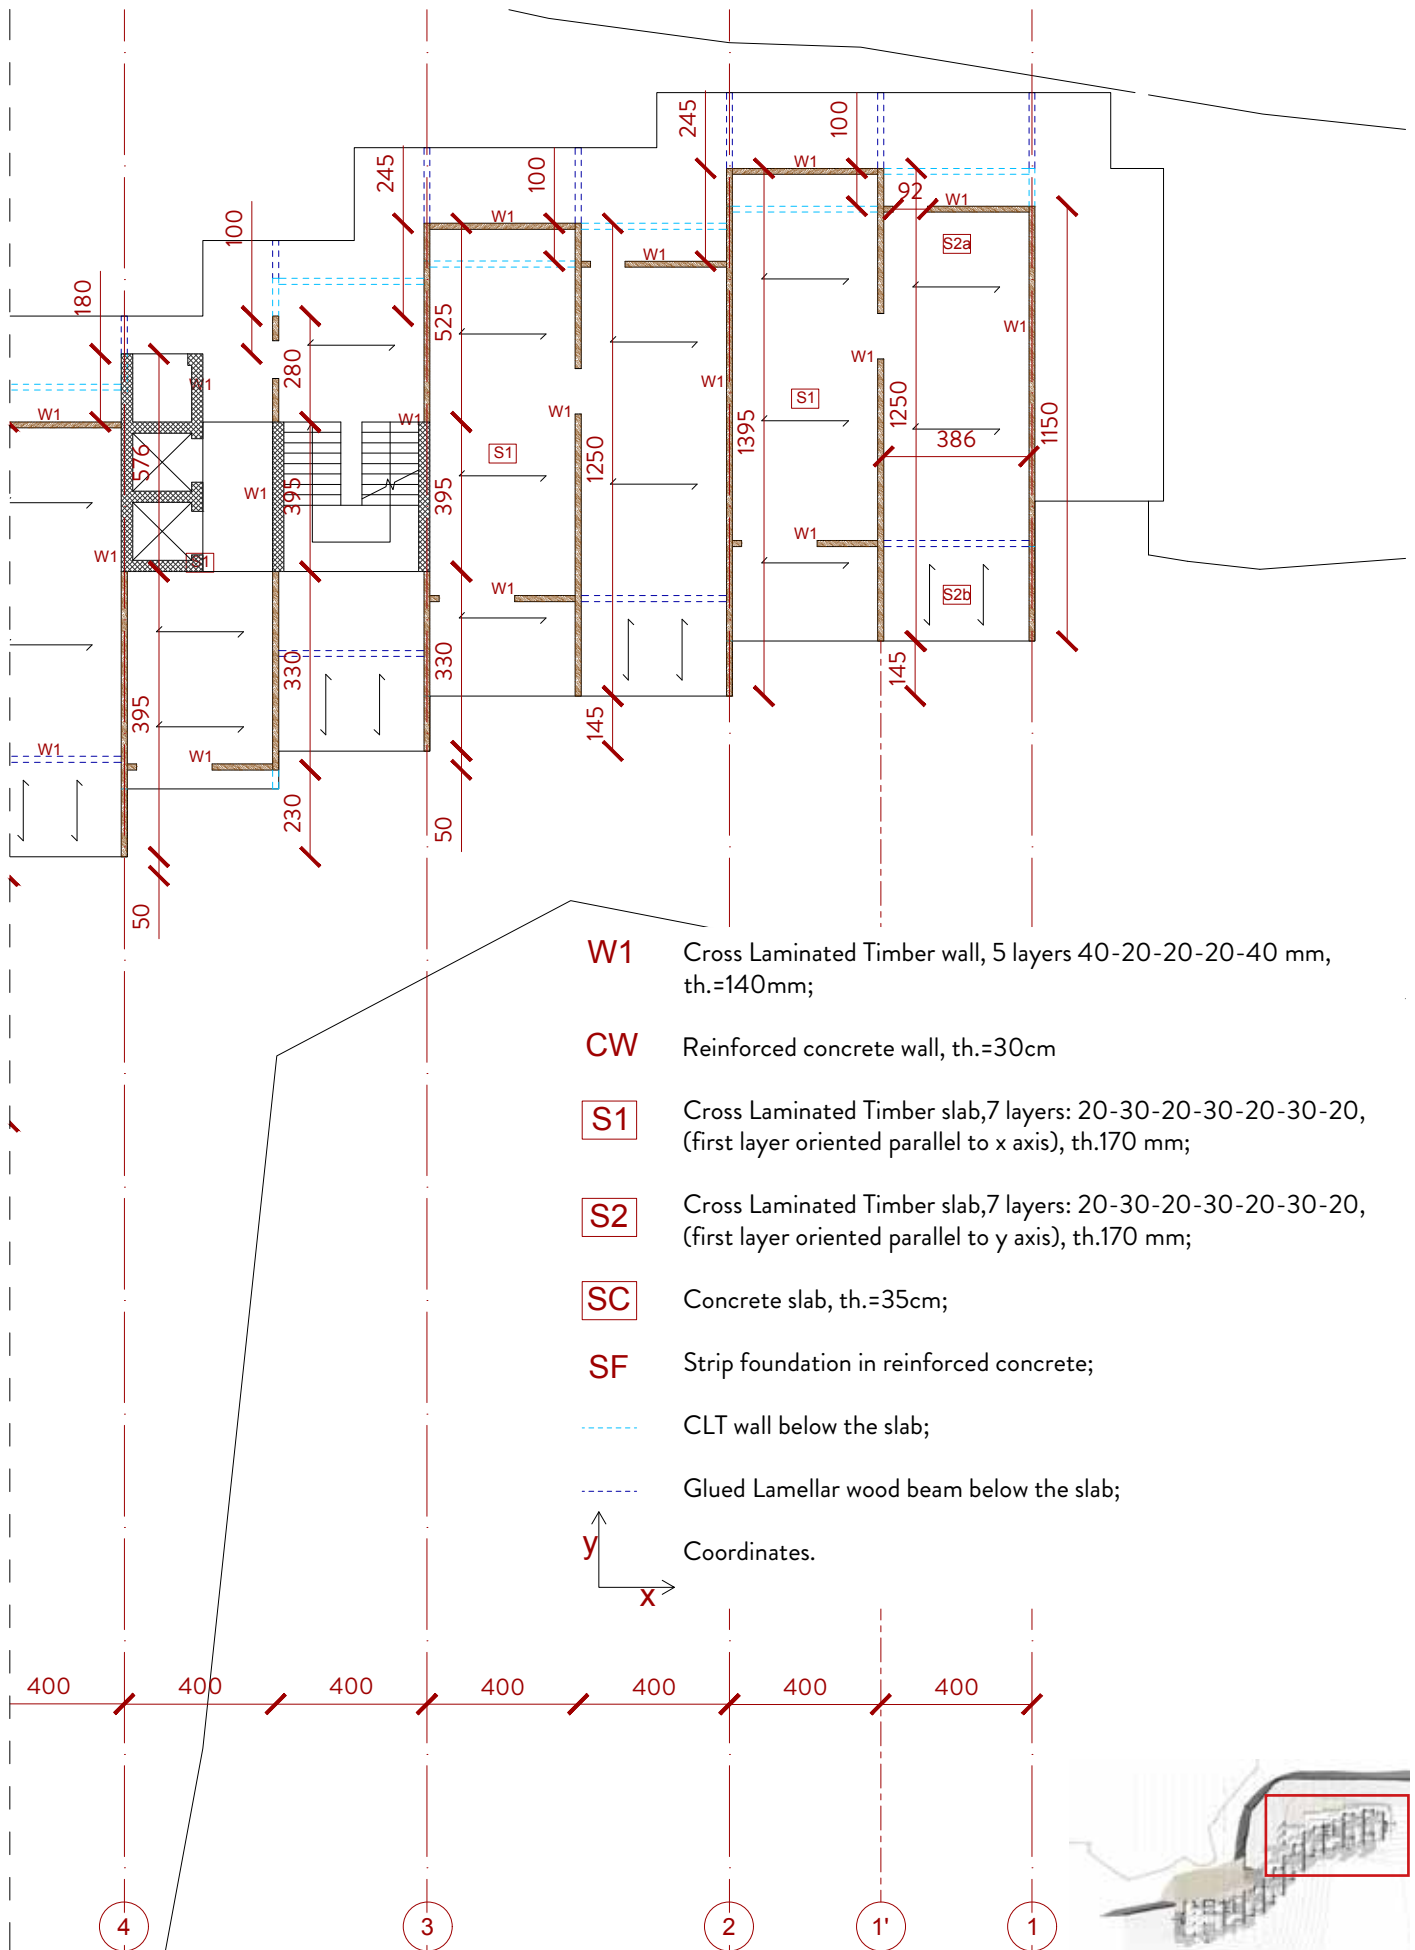 245
100
245
100
W1
92
W1
100
W1
S2a
180
W1
525
W1
280
W1
W1
W1
W1
S1
W1
W1
W1
1395
1250
386
1150
576
S1
1250
W1
395
395
W1
W1
S1
W1
S2b
330
330
145
395
145
W1
W1
230
50
50
W1 Cross Laminated Timber wall, 5 layers 40-20-20-20-40 mm,
th.=140mm;
CW Reinforced concrete wall, th.=30cm
S1 Cross Laminated Timber slab,7 layers: 20-30-20-30-20-30-20,
(first layer oriented parallel to x axis), th.170 mm;
S2 Cross Laminated Timber slab,7 layers: 20-30-20-30-20-30-20,
(first layer oriented parallel to y axis), th.170 mm;
SC Concrete slab, th.=35cm;
SF Strip foundation in reinforced concrete;
CLT wall below the slab;
Glued Lamellar wood beam below the slab;
y
Coordinates.
x
400 400 400 400 400 400 400
4 3 2 1' 1